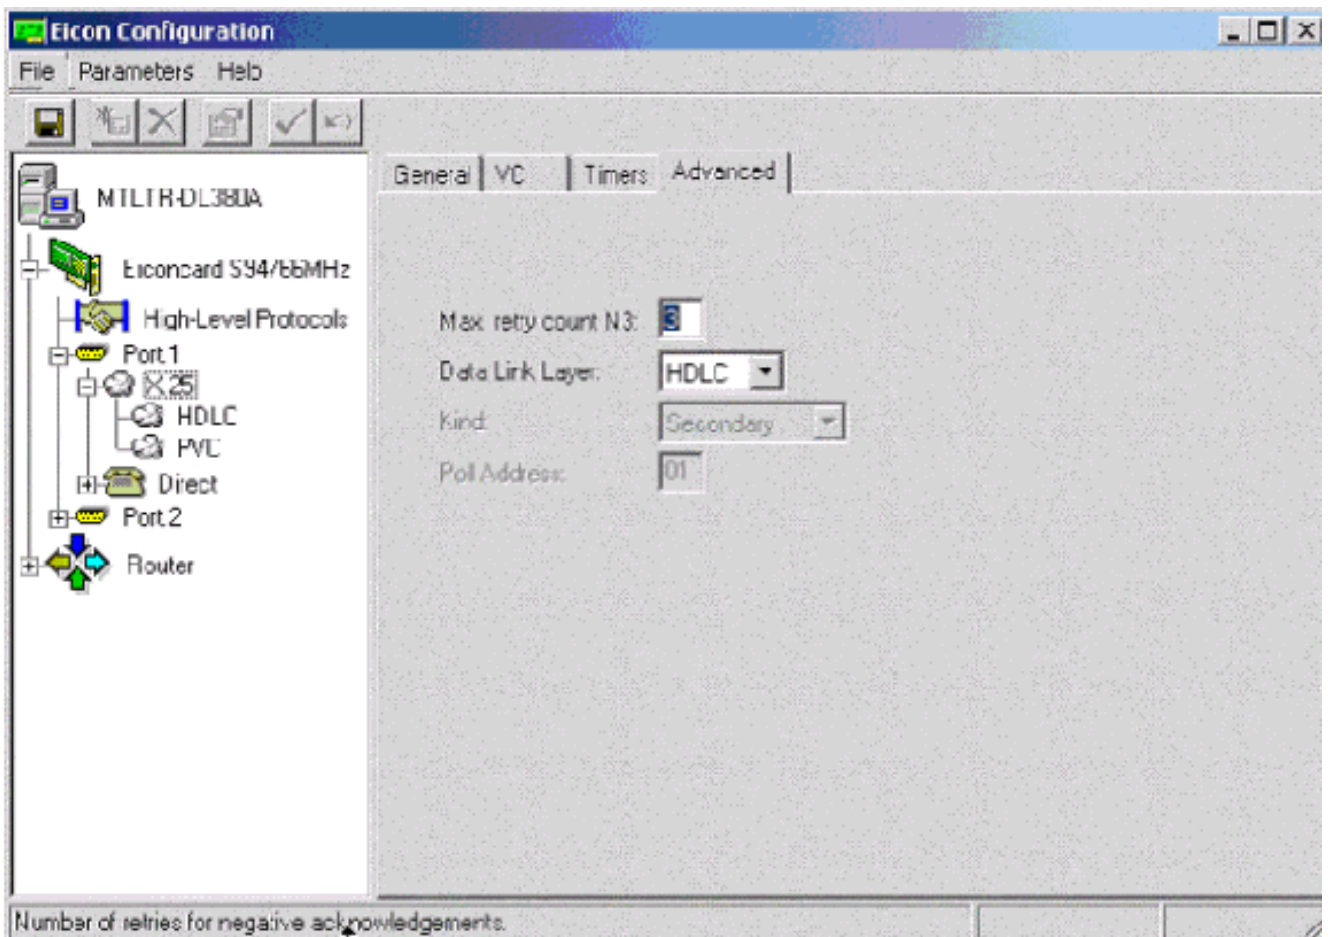 Eicon Configuration
File Parameters Help
General VC Timers Advanced
MTLTR-DL380A
Eiconcard S94/66MHz
High-Level Protocols
Port 1
X.25
HDLC
PVC
Direct
Port 2
Router
Max. retry count N3: 3
Data Link Layer: HDLC
Kind: Secondary
Poll Address: 01
Number of retries for negative acknowledgements.